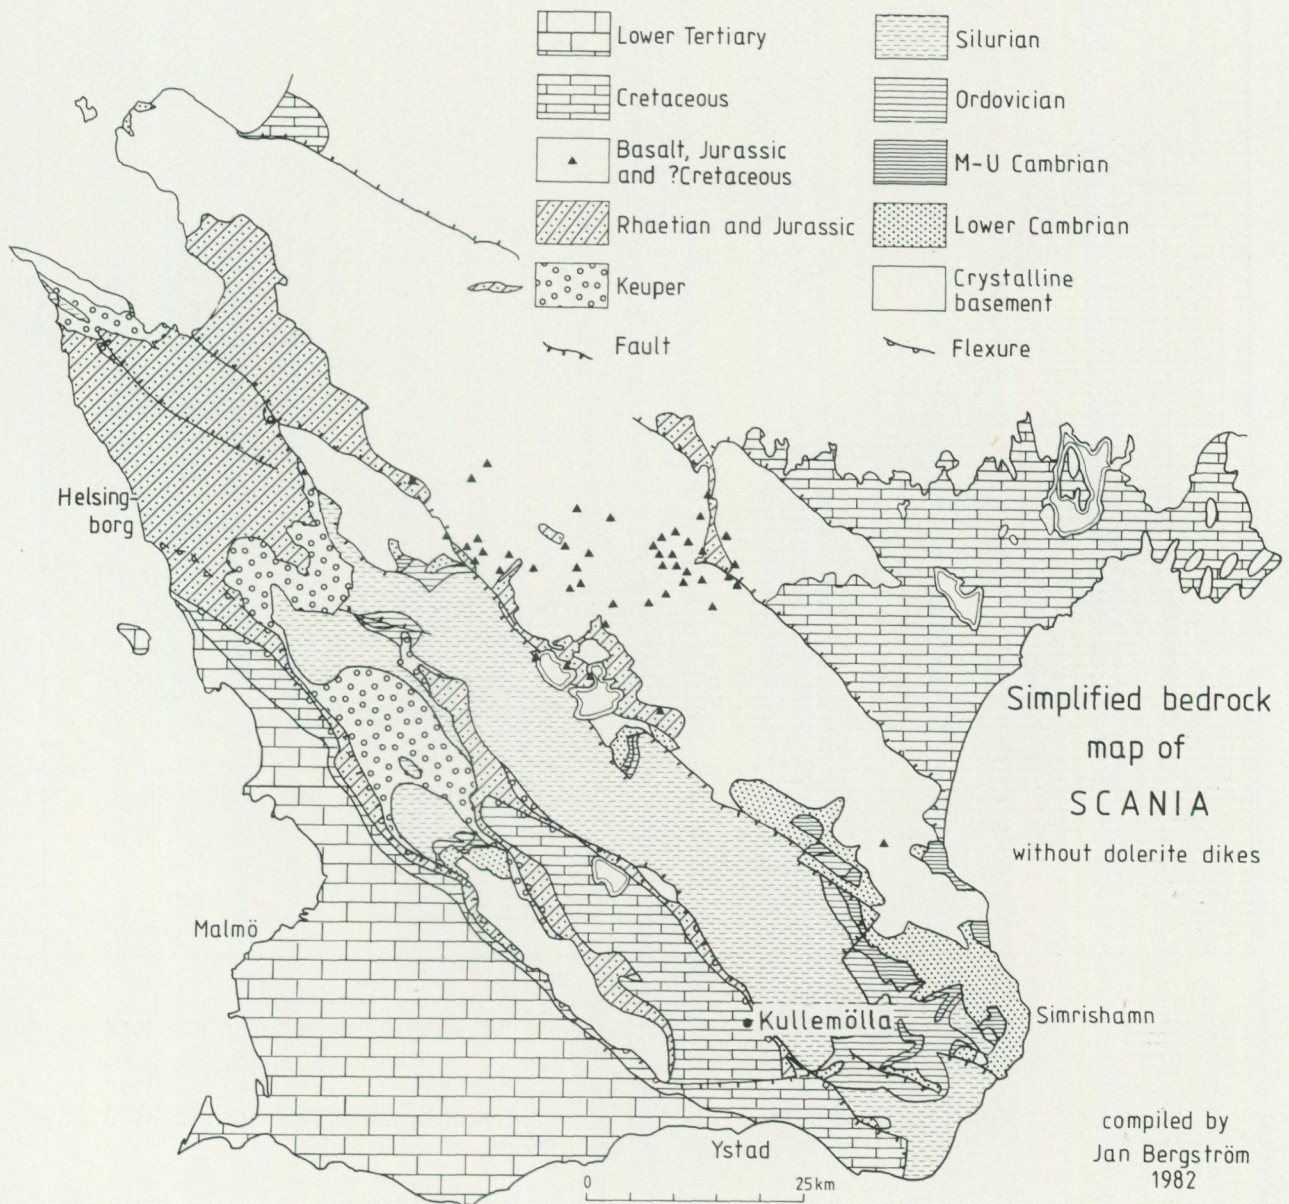 Lower Tertiary
Cretaceous
Basalt, Jurassic
and ?Cretaceous
Rhaetian and Jurassic
Keuper
Fault
Silurian
Ordovician
M-U Cambrian
Lower Cambrian
Crystalline
basement
Flexure
Helsing-
borg
Simplified bedrock
map of
SCANIA
without dolerite dikes
Malmö
Kullemölla
Simrishamn
Ystad
0 25km
compiled by
Jan Bergström
1982